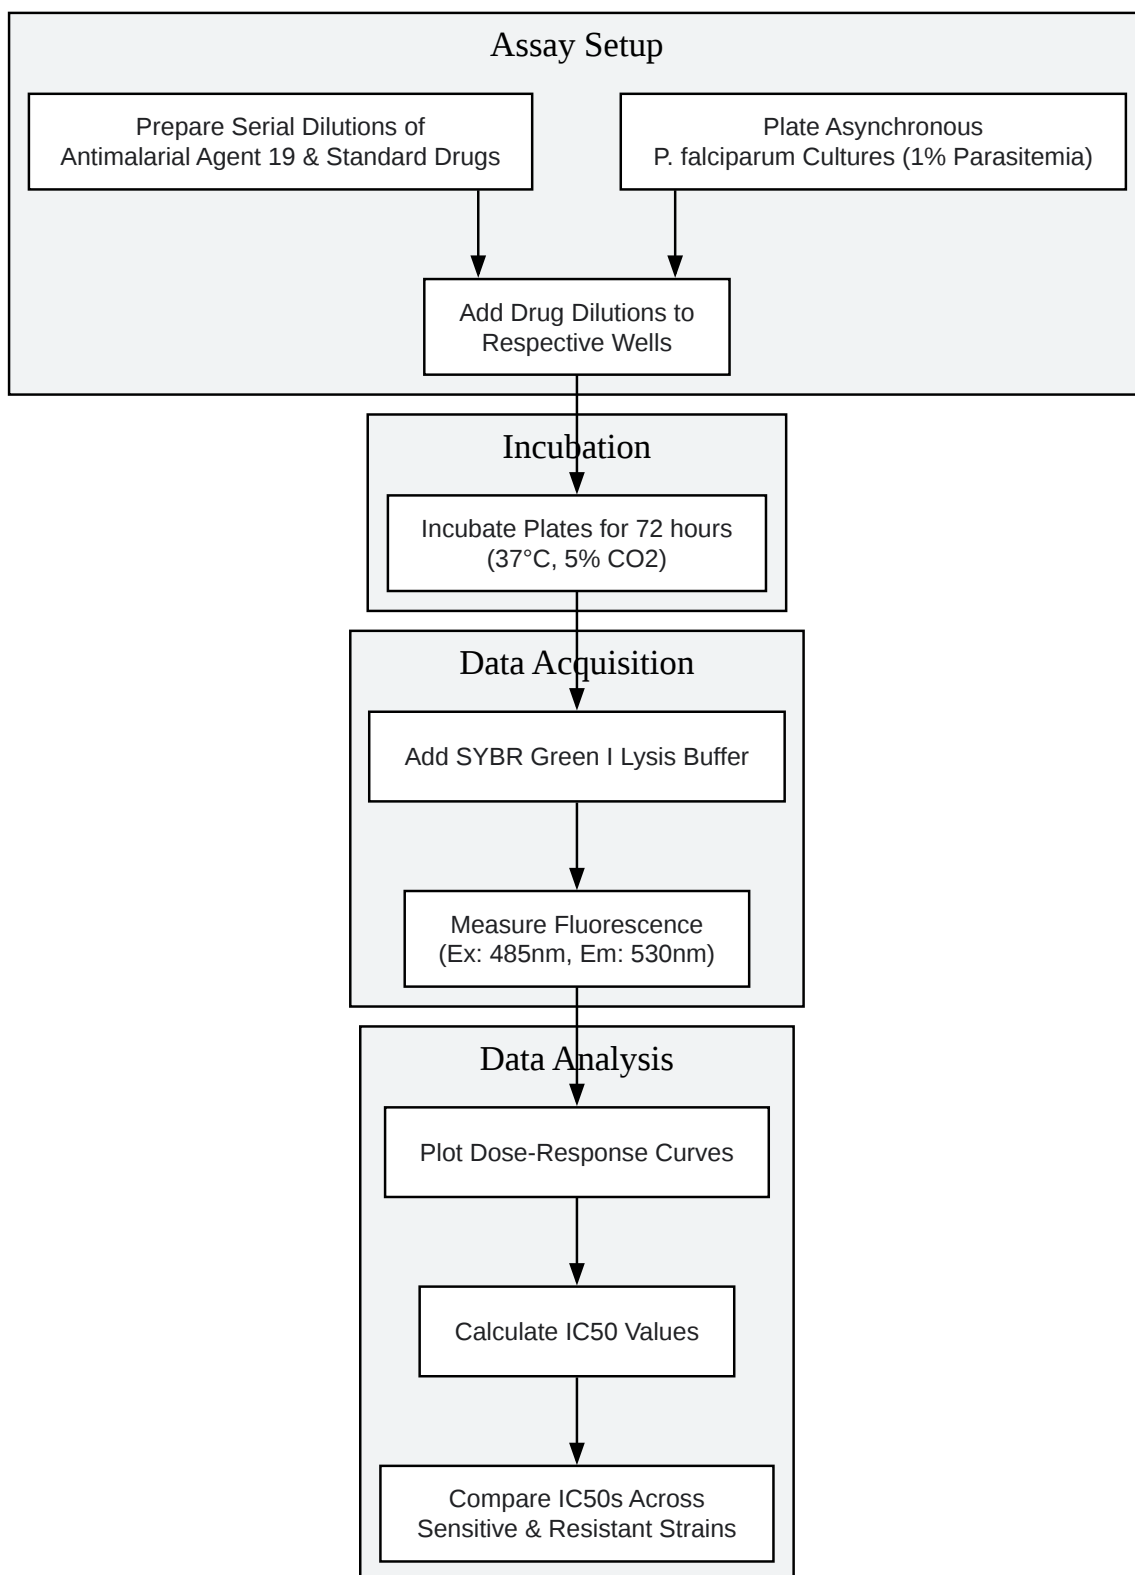 Assay Setup
Prepare Serial Dilutions of
Antimalarial Agent 19 & Standard Drugs
Plate Asynchronous
P. falciparum Cultures (1% Parasitemia)
Add Drug Dilutions to
Respective Wells
Incubation
Incubate Plates for 72 hours
(37°C, 5% CO2)
Data Acquisition
Add SYBR Green I Lysis Buffer
Measure Fluorescence
(Ex: 485nm, Em: 530nm)
Data Analysis
Plot Dose-Response Curves
Calculate IC50 Values
Compare IC50s Across
Sensitive & Resistant Strains